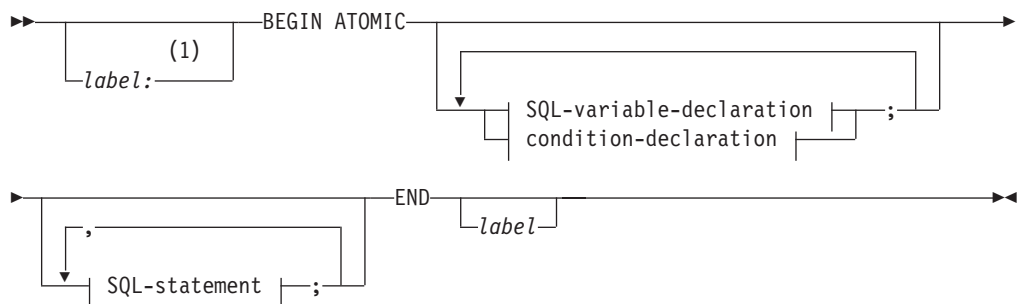 BEGIN ATOMIC
(1)
label:
SQL-variable-declaration ;
condition-declaration
END
label
,
SQL-statement ;